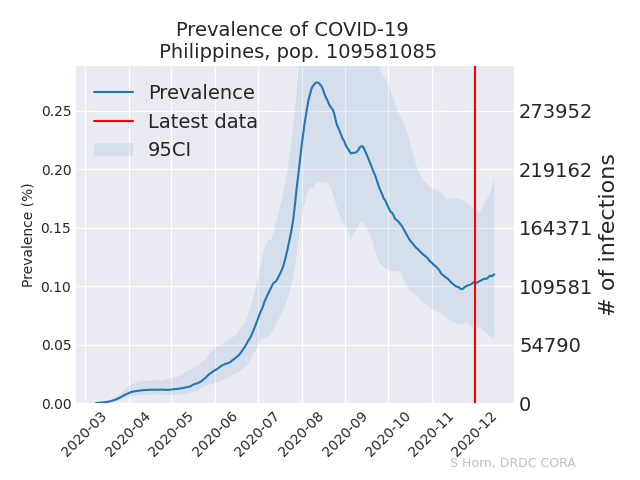 Prevalence of COVID-19
Philippines, pop. 109581085
Prevalence
Latest data
95CI
Prevalence (%)
0.25
0.20
0.15
0.10
0.05
0.00
273952
219162
164371
109581
54790
0
# of infections
2020-03
2020-04
2020-05
2020-06
2020-07
2020-08
2020-09
2020-10
2020-11
2020-12
S Horn, DRDC CORA